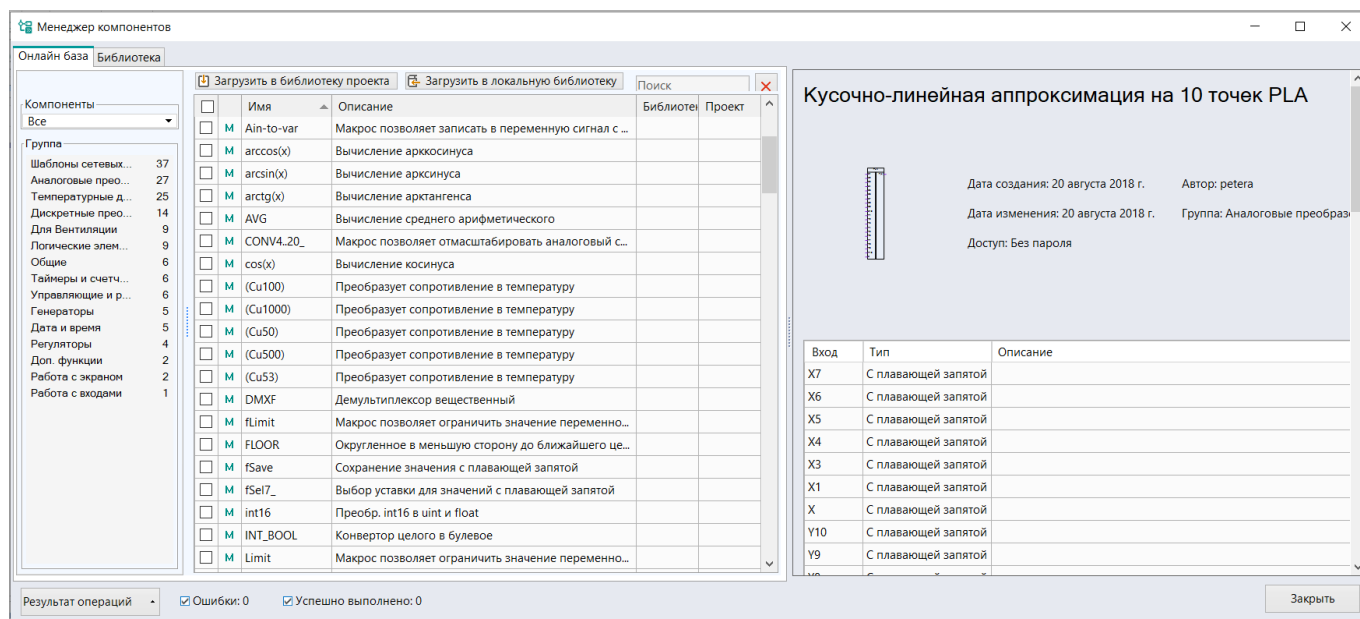 Менеджер компонентов
Онлайн база Библиотека
Загрузить в библиотеку проекта Загрузить в локальную библиотеку Поиск
Компоненты
Все
Группа
Шаблоны сетевых... 37
Аналоговые прео... 27
Температурные д... 25
Дискретные прео... 14
Для Вентиляции 9
Логические элем... 9
Общие 6
Таймеры и счетч... 6
Управляющие и р... 6
Генераторы 5
Дата и время 5
Регуляторы 4
Доп. функции 2
Работа с экраном 2
Работа с входами 1
Имя Описание Библиотек Проект
M Ain-to-var Макрос позволяет записать в переменную сигнал с ...
M arccos(x) Вычисление арккосинуса
M arcsin(x) Вычисление арксинуса
M arctg(x) Вычисление арктангенса
M AVG Вычисление среднего арифметического
M CONV4..20_ Макрос позволяет отмасштабировать аналоговый с...
M cos(x) Вычисление косинуса
M (Cu100) Преобразует сопротивление в температуру
M (Cu1000) Преобразует сопротивление в температуру
M (Cu50) Преобразует сопротивление в температуру
M (Cu500) Преобразует сопротивление в температуру
M (Cu53) Преобразует сопротивление в температуру
M DMXF Демультиплексор вещественный
M fLimit Макрос позволяет ограничить значение переменно...
M FLOOR Округленное в меньшую сторону до ближайшего це...
M fSave Сохранение значения с плавающей запятой
M fSel7_ Выбор уставки для значений с плавающей запятой
M int16 Преобр. int16 в uint и float
M INT_BOOL Конвертор целого в булевое
M Limit Макрос позволяет ограничить значение переменно...
Кусочно-линейная аппроксимация на 10 точек PLA
Дата создания: 20 августа 2018 г. Автор: petera
Дата изменения: 20 августа 2018 г. Группа: Аналоговые преобразо
Доступ: Без пароля
Вход Тип Описание
X7 С плавающей запятой
X6 С плавающей запятой
X5 С плавающей запятой
X4 С плавающей запятой
X3 С плавающей запятой
X1 С плавающей запятой
X С плавающей запятой
Y10 С плавающей запятой
Y9 С плавающей запятой
Результат операций Ошибки: 0 Успешно выполнено: 0 Закрыть